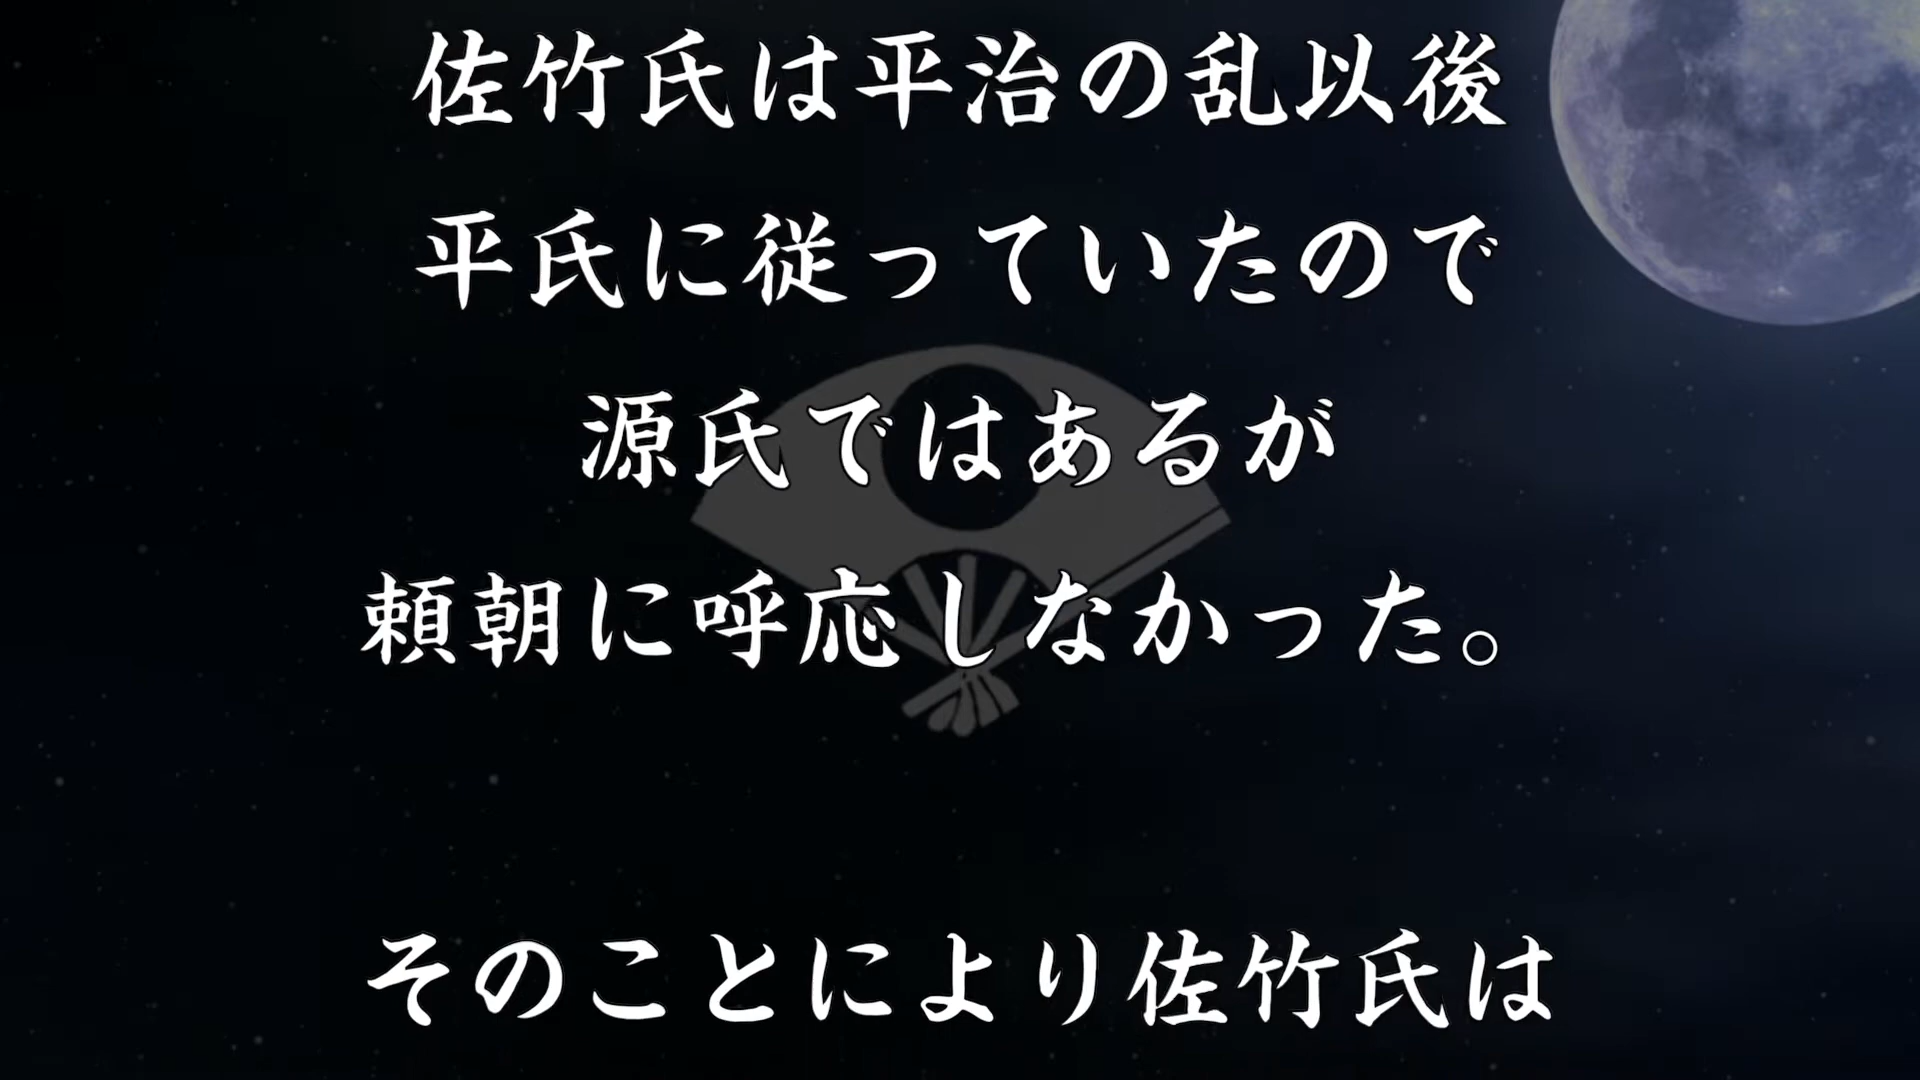 佐竹氏は平治の乱以後
平氏に従っていたので
源氏ではあるが
頼朝に呼応しなかった。
そのことにより佐竹氏は